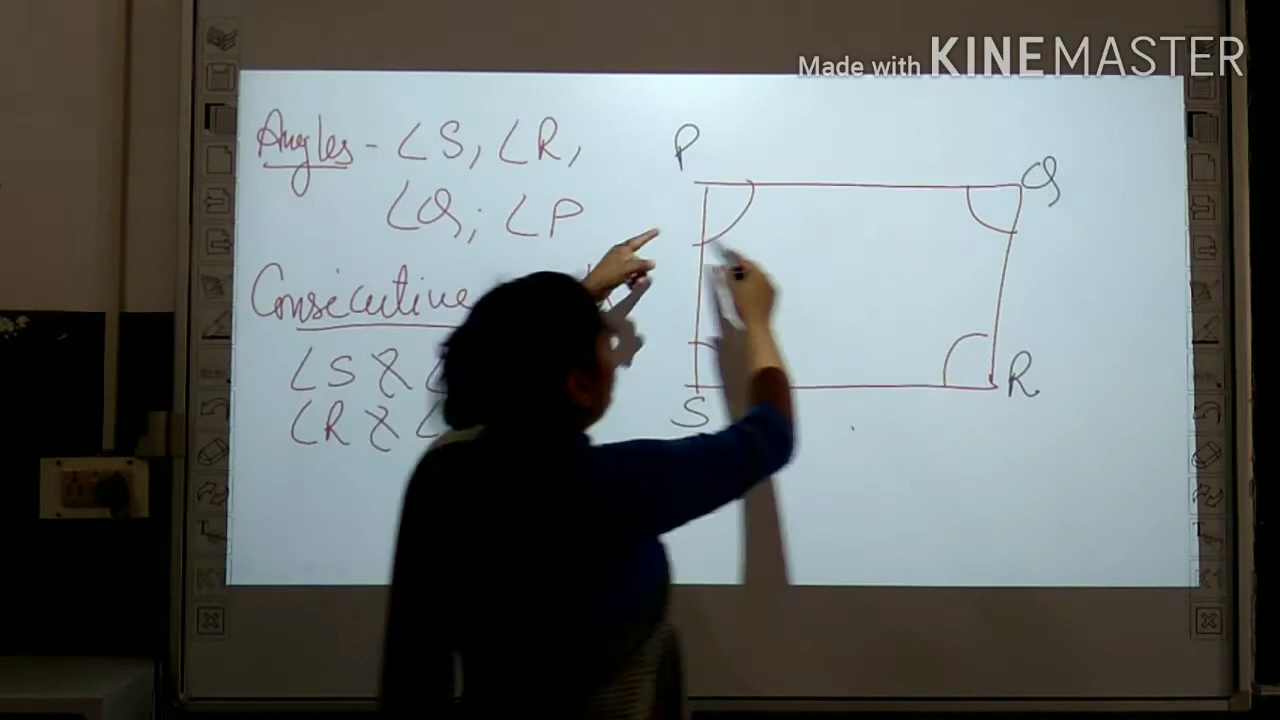 Made with KINEMASTER
Angles - ∠S, ∠R,
∠Q; ∠P
Consecutive
∠S &
∠R &
P
Q
S
R